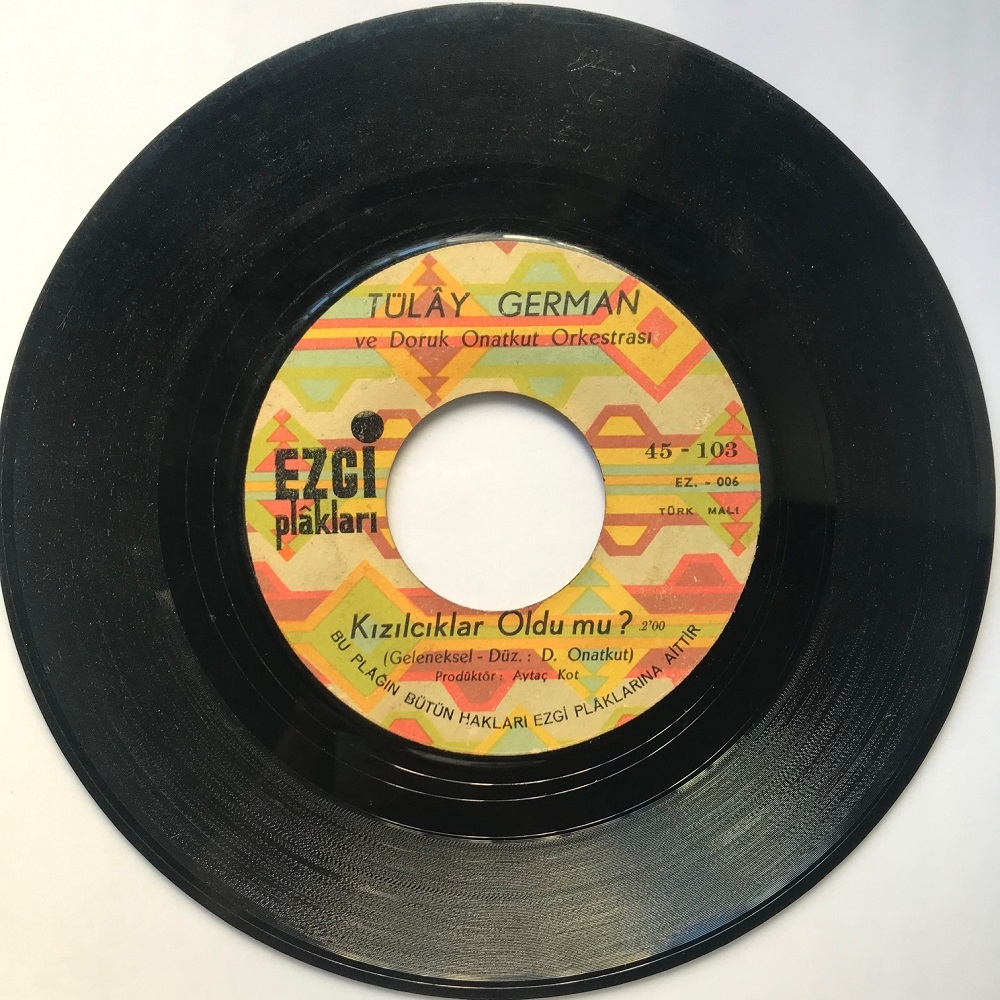 TÜLÂY GERMAN
ve Doruk Onatkut Orkestrası
EZGİ
plâkları
45 - 103
EZ. - 006
TÜRK MALI
Kızılcıklar Oldu mu? 2'00
(Geleneksel - Düz. : D. Onatkut)
Prodüktör: Aytaç Kot
BU PLAĞIN BÜTÜN HAKLARI EZGİ PLÂKLARINA AİTTİR